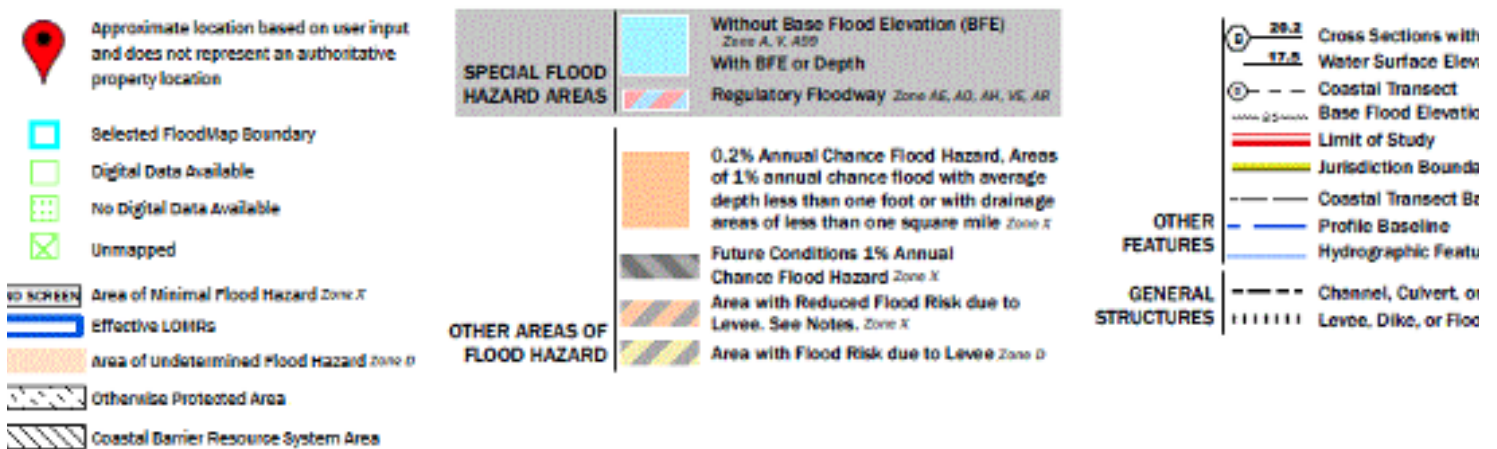 Approximate location based on user input
and does not represent an authoritative
property location
Selected FloodMap Boundary
Digital Data Available
No Digital Data Available
Unmapped
NO SCREEN Area of Minimal Flood Hazard Zone X
Effective LOMRs
Area of Undetermined Flood Hazard Zone D
Otherwise Protected Area
Coastal Barrier Resource System Area
SPECIAL FLOOD
HAZARD AREAS
Without Base Flood Elevation (BFE)
Zone A, V, A99
With BFE or Depth
Regulatory Floodway Zone AE, AO, AH, VE, AR
OTHER AREAS OF
FLOOD HAZARD
0.2% Annual Chance Flood Hazard, Areas
of 1% annual chance flood with average
depth less than one foot or with drainage
areas of less than one square mile Zone X
Future Conditions 1% Annual
Chance Flood Hazard Zone X
Area with Reduced Flood Risk due to
Levee. See Notes. Zone X
Area with Flood Risk due to Levee Zone D
OTHER
FEATURES
20.2 Cross Sections with
17.5 Water Surface Elev
Coastal Transect
Base Flood Elevatio
Limit of Study
Jurisdiction Bounda
Coastal Transect Ba
Profile Baseline
Hydrographic Featu
GENERAL
STRUCTURES
Channel, Culvert, or
Levee, Dike, or Floo